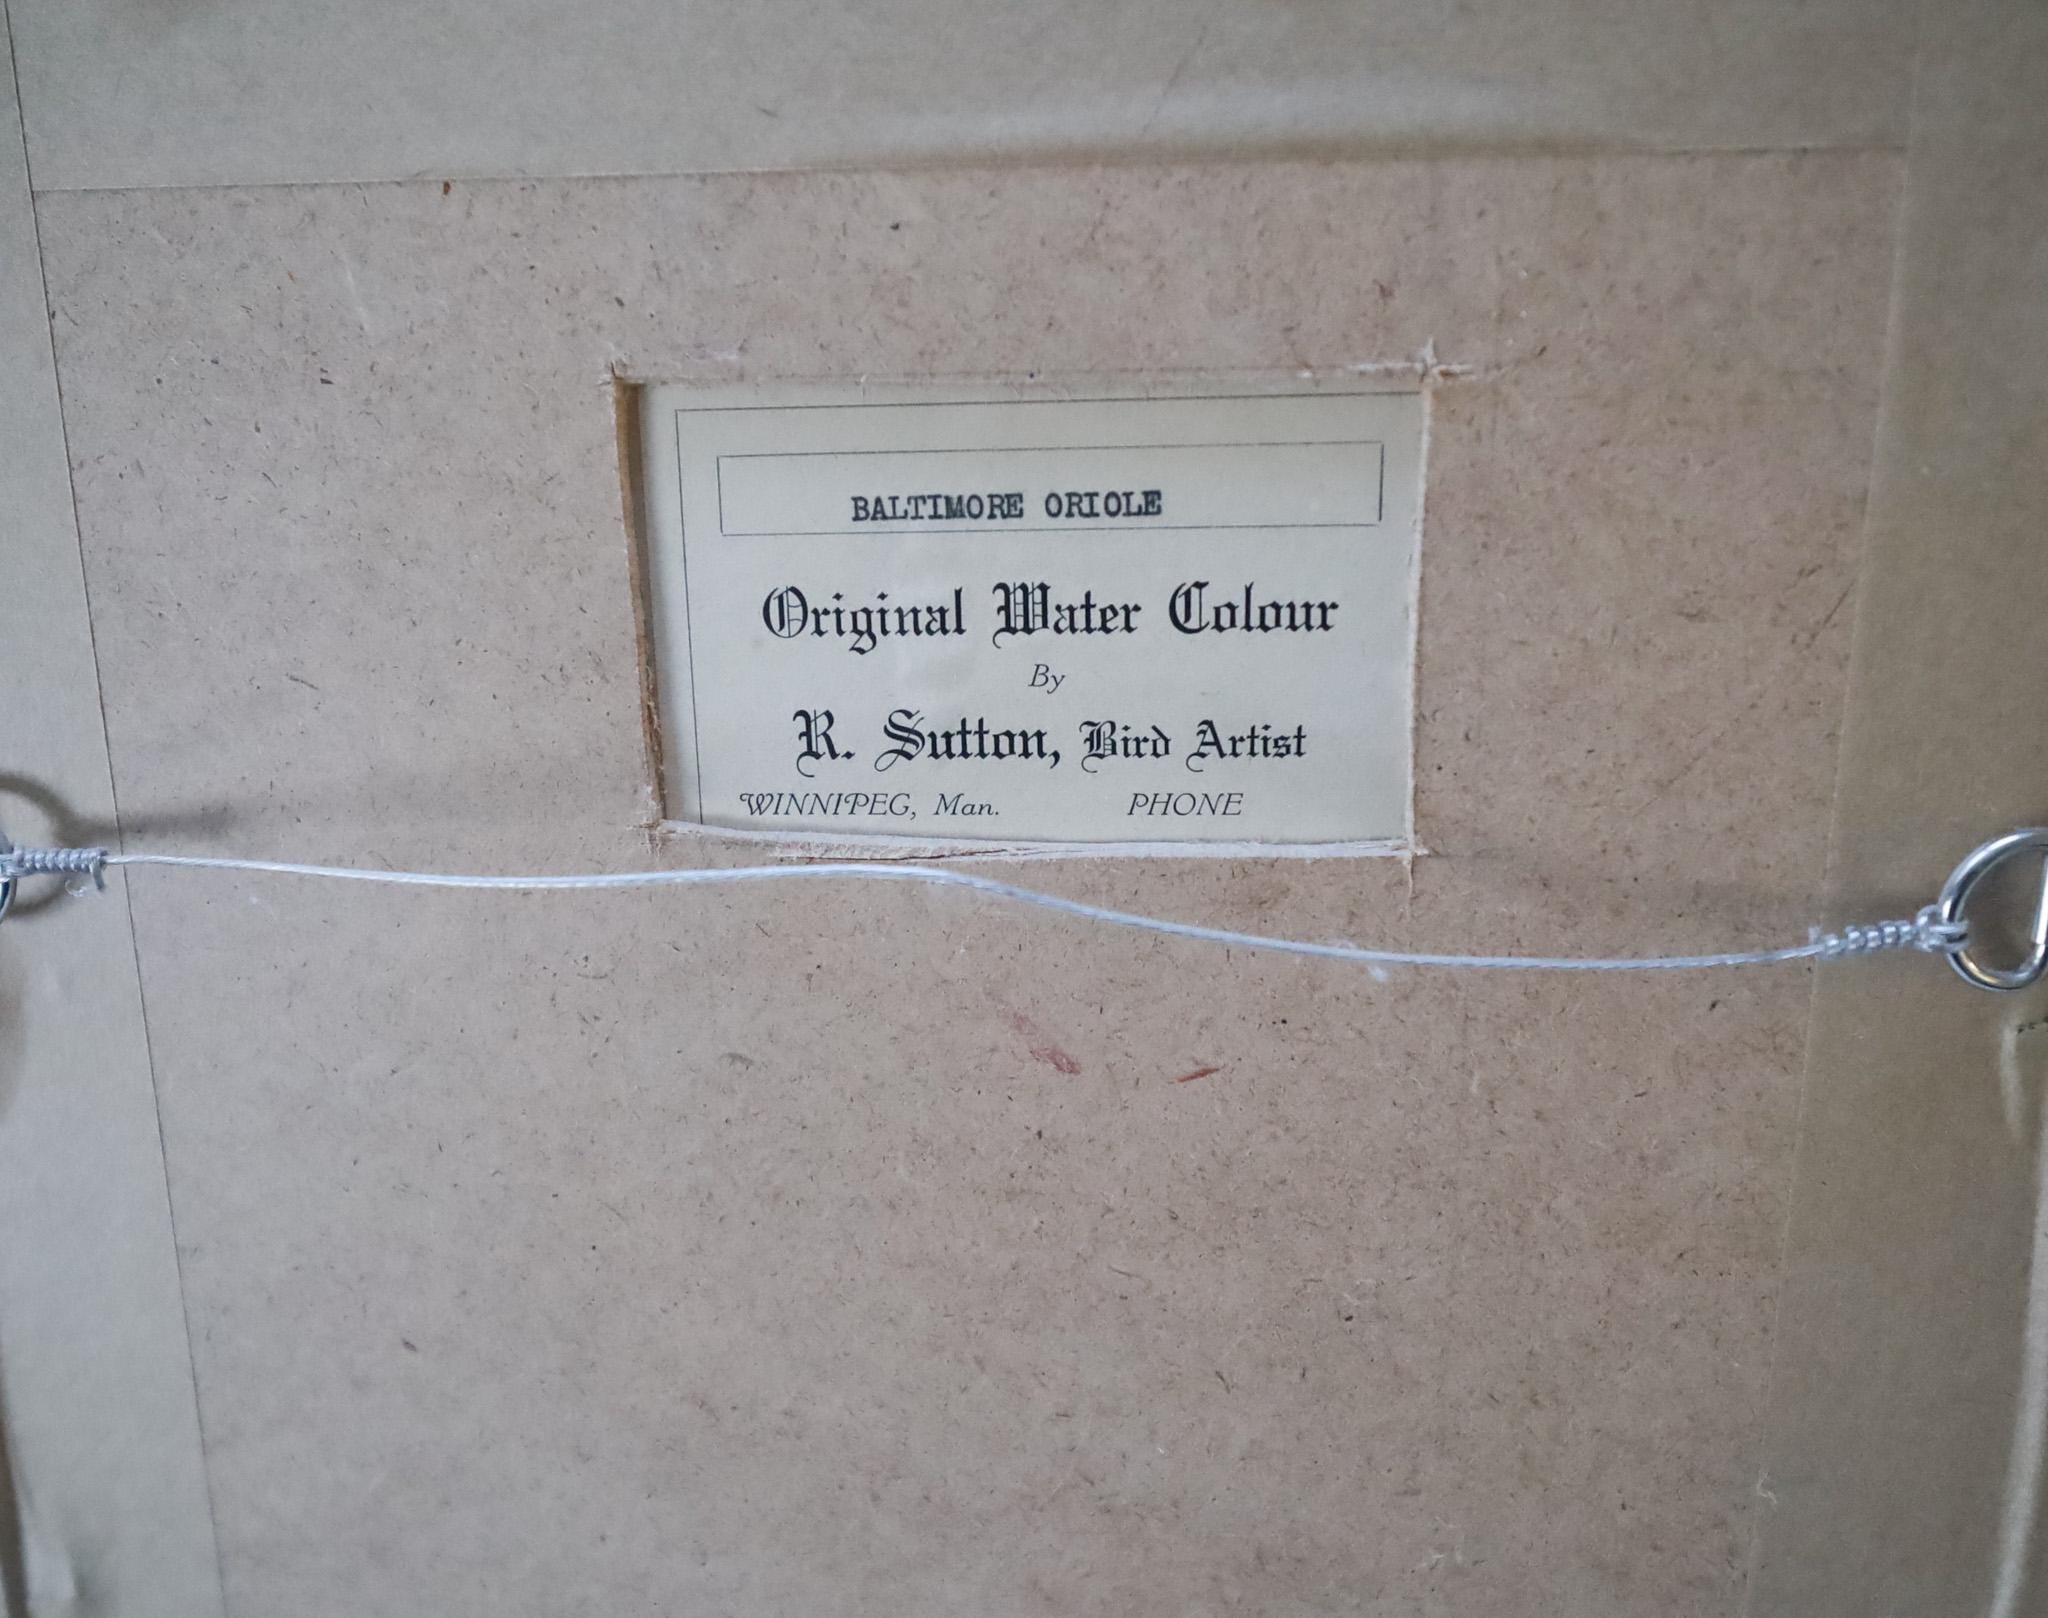 BALTIMORE ORIOLE
Original Water Colour
By
R. Sutton, Bird Artist
WINNIPEG, Man. PHONE